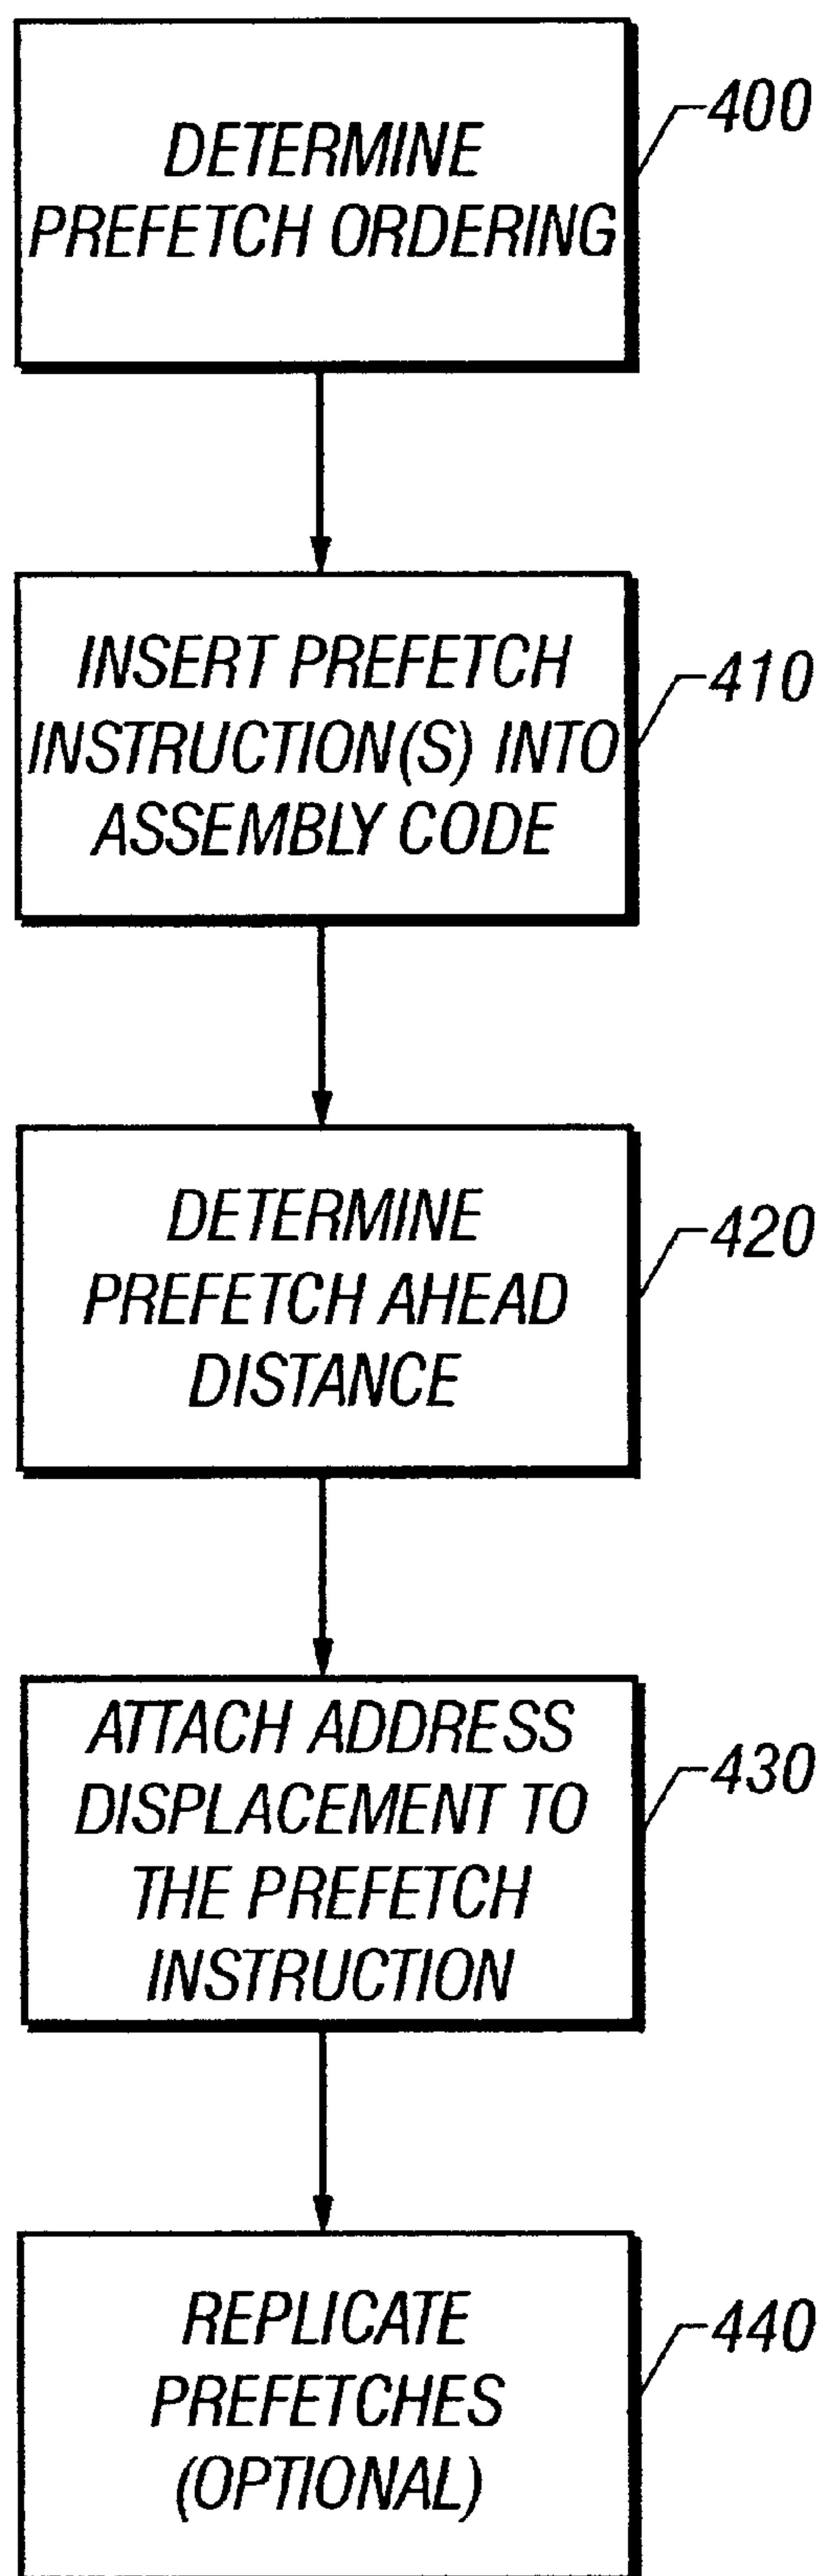 DETERMINE
PREFETCH ORDERING
400
INSERT PREFETCH
INSTRUCTION(S) INTO
ASSEMBLY CODE
410
DETERMINE
PREFETCH AHEAD
DISTANCE
420
ATTACH ADDRESS
DISPLACEMENT TO
THE PREFETCH
INSTRUCTION
430
REPLICATE
PREFETCHES
(OPTIONAL)
440